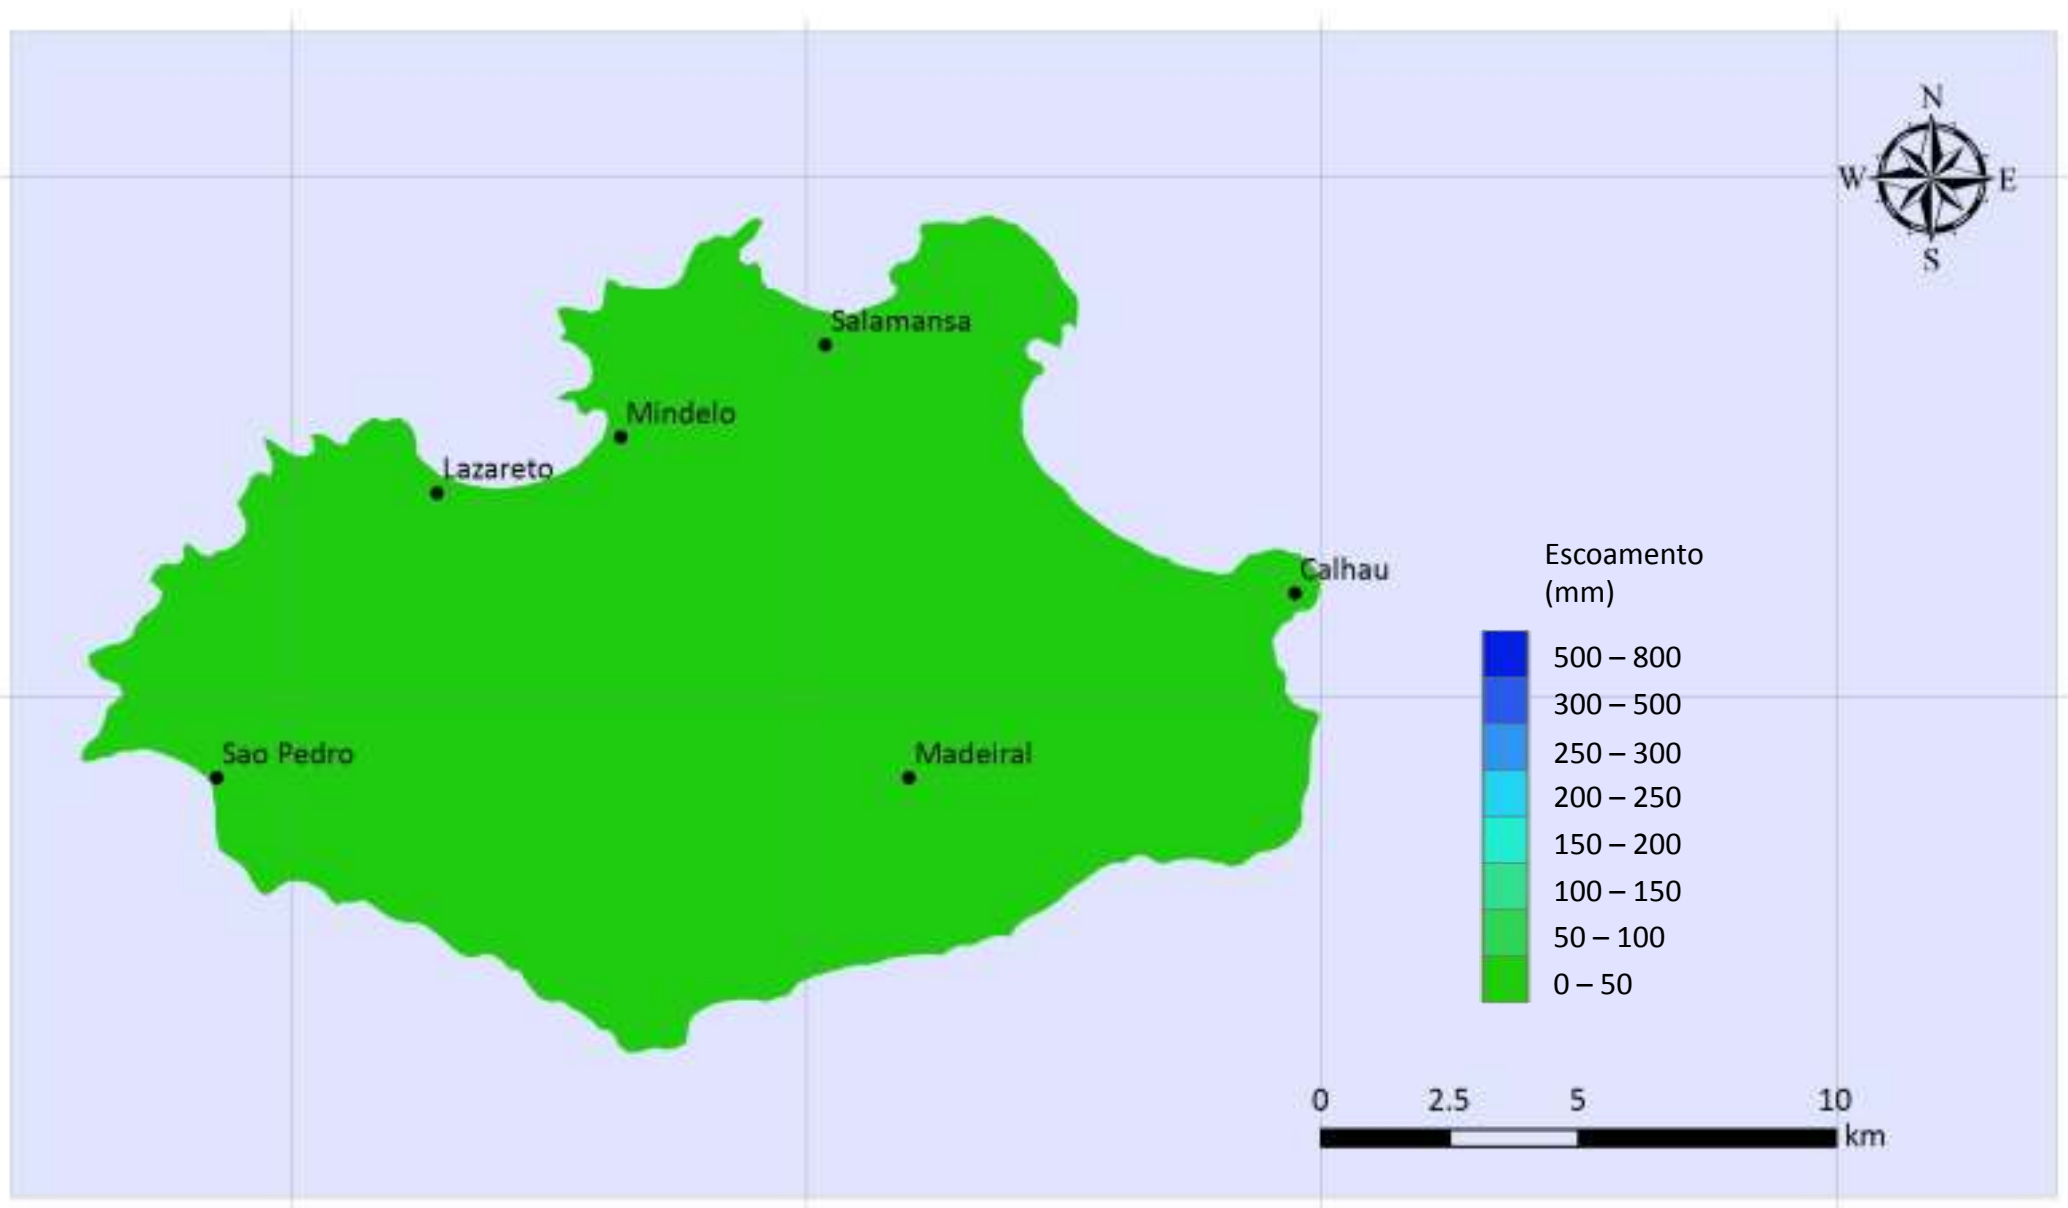 N
W E
S
Salamansa
Mindelo
Lazareto
Calhau
Sao Pedro
Madeiral
Escoamento
(mm)
500 – 800
300 – 500
250 – 300
200 – 250
150 – 200
100 – 150
50 – 100
0 – 50
0 2.5 5 10
km